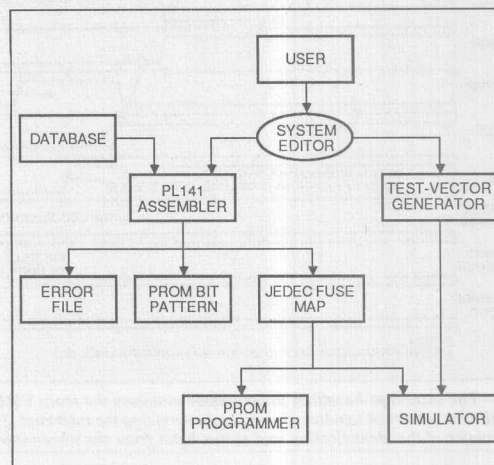 USER
SYSTEM
EDITOR
DATABASE
PL141
ASSEMBLER
TEST-VECTOR
GENERATOR
ERROR
FILE
PROM BIT
PATTERN
JEDEC FUSE
MAP
PROM
PROGRAMMER
SIMULATOR